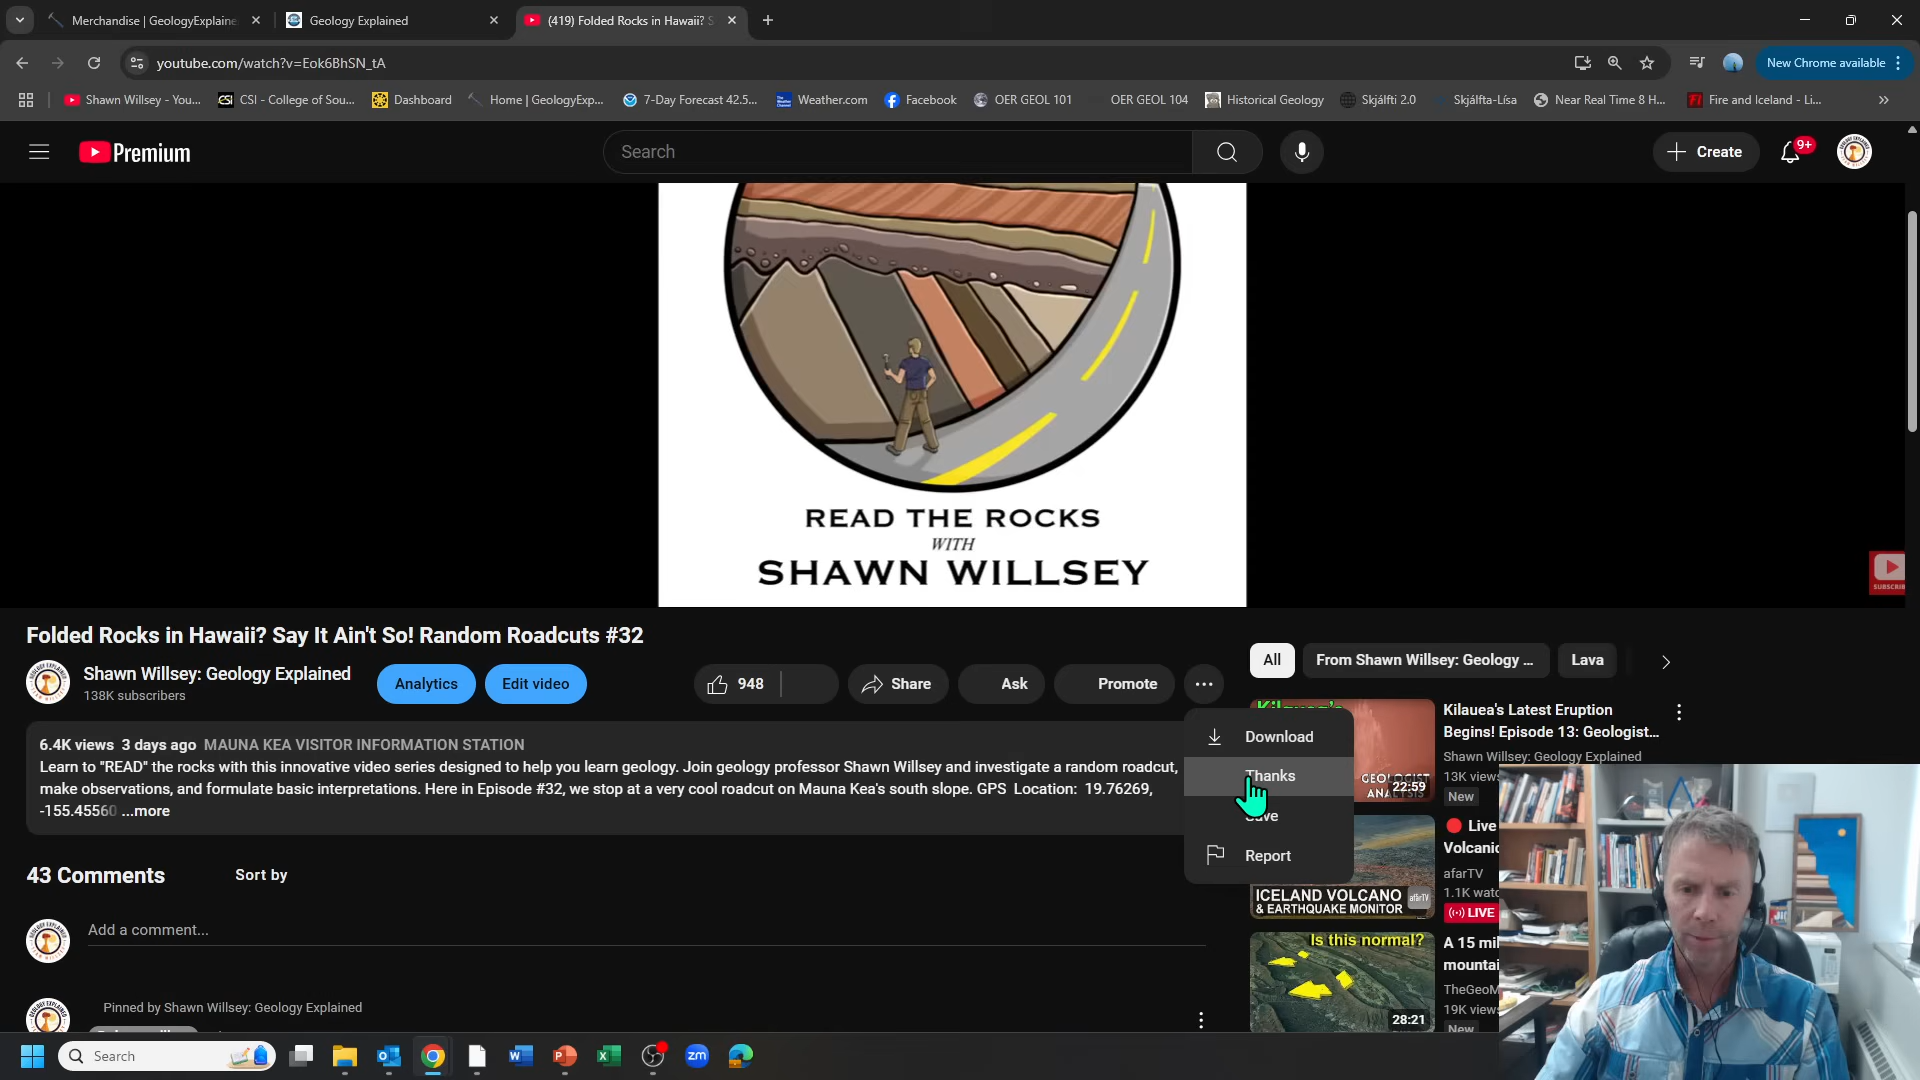 Merchandise | GeologyExplaine
Geology Explained
(419) Folded Rocks in Hawaii? S
youtube.com/watch?v=Eok6BhSN_tA
New Chrome available
Shawn Willsey - You...
CSI - College of Sou...
Dashboard
Home | GeologyExp...
7-Day Forecast 42.5...
Weather.com
Facebook
OER GEOL 101
OER GEOL 104
Historical Geology
Skjálfti 2.0
Skjálfta-Lísa
Near Real Time 8 H...
Fire and Iceland - Li...
Premium
Search
Create
9+
READ THE ROCKS
WITH
SHAWN WILLSEY
SUBSCRIB
Folded Rocks in Hawaii? Say It Ain't So! Random Roadcuts #32
Shawn Willsey: Geology Explained
138K subscribers
Analytics
Edit video
948
Share
Ask
Promote
All
From Shawn Willsey: Geology ...
Lava
6.4K views 3 days ago MAUNA KEA VISITOR INFORMATION STATION
Learn to "READ" the rocks with this innovative video series designed to help you learn geology. Join geology professor Shawn Willsey and investigate a random roadcut,
make observations, and formulate basic interpretations. Here in Episode #32, we stop at a very cool roadcut on Mauna Kea's south slope. GPS Location: 19.76269,
-155.45560 ...more
Download
Thanks
Save
Report
Kilauea's
GEOLOGIST
ANALYSIS
22:59
Kilauea's Latest Eruption
Begins! Episode 13: Geologist...
Shawn Willsey: Geology Explained
13K views
New
ICELAND VOLCANO
& EARTHQUAKE MONITOR
afarTV
Live
Volcanic
afarTV
1.1K watc
LIVE
Is this normal?
28:21
A 15 mil
mountai
TheGeoM
19K views
New
43 Comments
Sort by
Add a comment...
Pinned by Shawn Willsey: Geology Explained
Search
zm